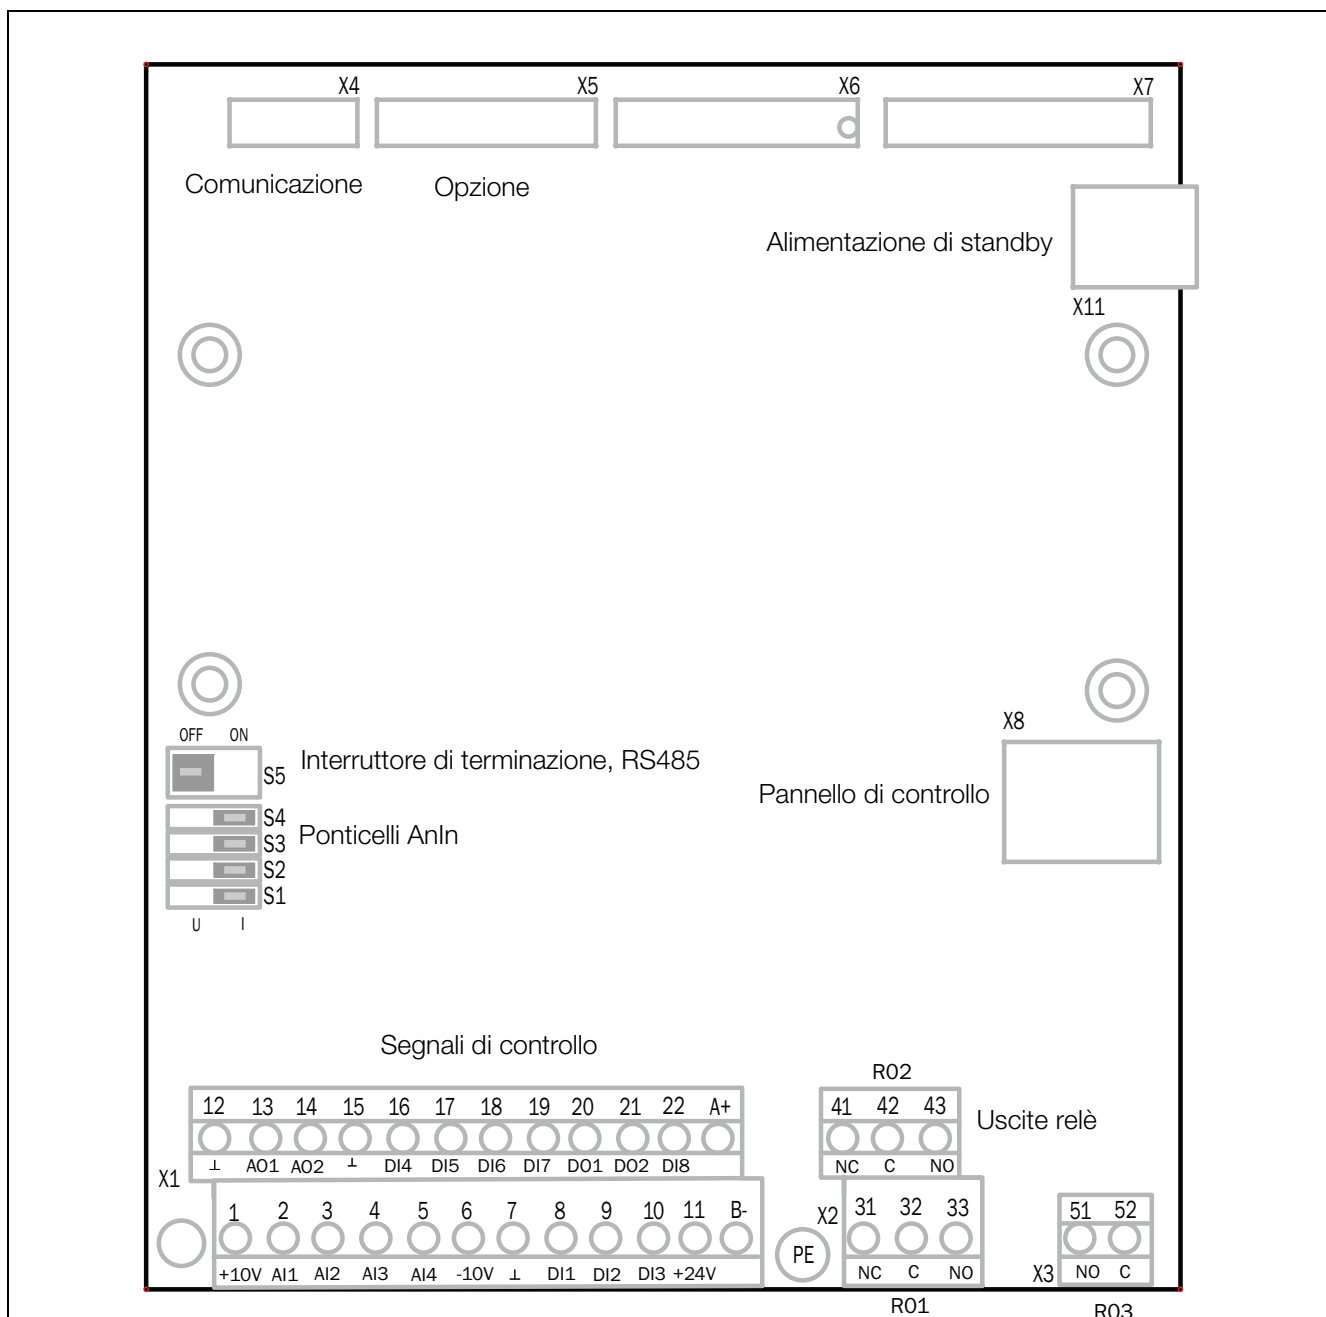 X4 X5 X6 X7
Comunicazione Opzione
Alimentazione di standby
X11
X8
OFF ON
Interruttore di terminazione, RS485
S5
Pannello di controllo
S4
Ponticelli AnIn
S3
S2
S1
U I
Segnali di controllo
R02
12 13 14 15 16 17 18 19 20 21 22 A+
41 42 43
Uscite relè
⊥ AO1 AO2 ⊥ DI4 DI5 DI6 DI7 DO1 DO2 DI8
NC C NO
X1
1 2 3 4 5 6 7 8 9 10 11 B-
X2
31 32 33
51 52
PE
+10V AI1 AI2 AI3 AI4 -10V ⊥ DI1 DI2 DI3 +24V
NC C NO
X3
NO C
R01
R03